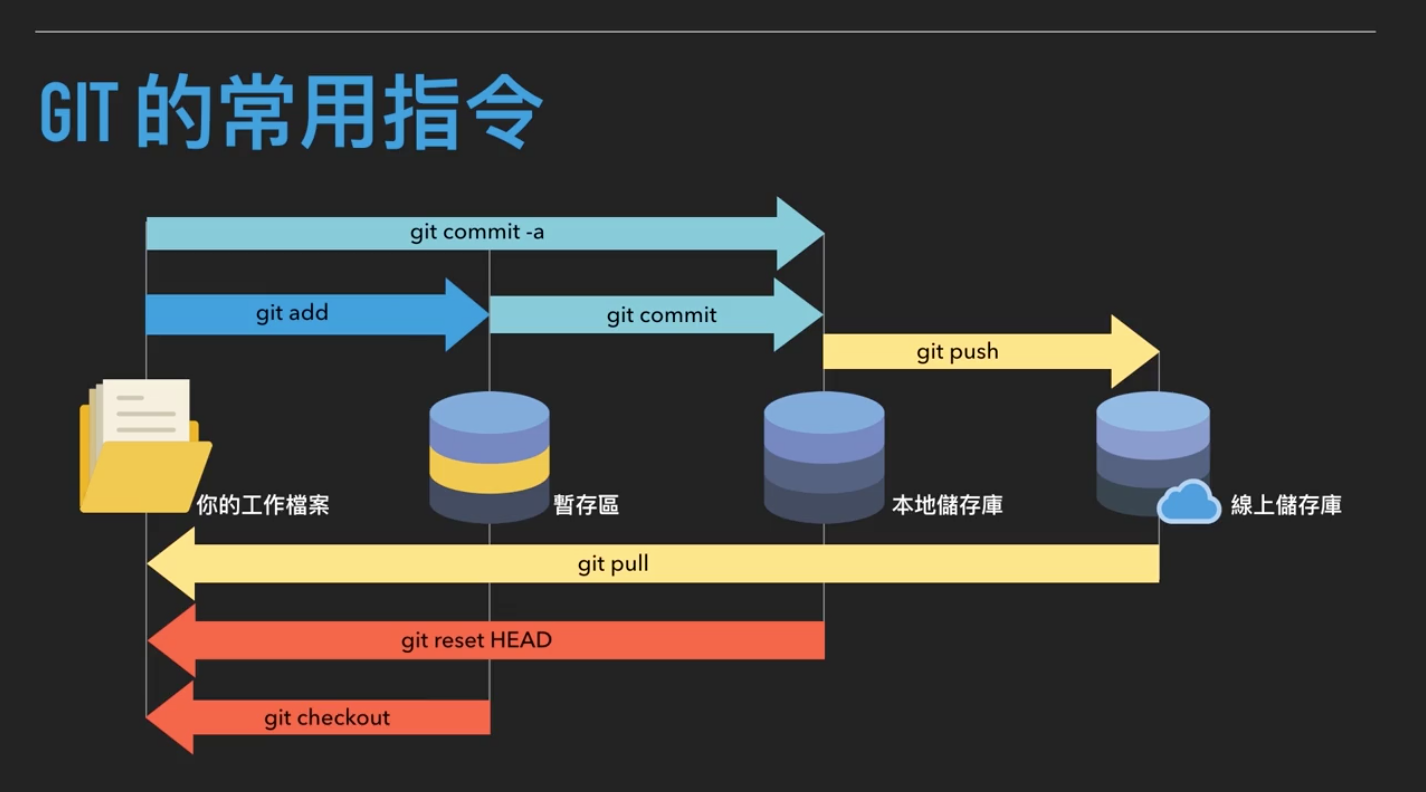 GIT 的常用指令
git commit -a
git add
git commit
git push
你的工作檔案
暫存區
本地儲存庫
線上儲存庫
git pull
git reset HEAD
git checkout